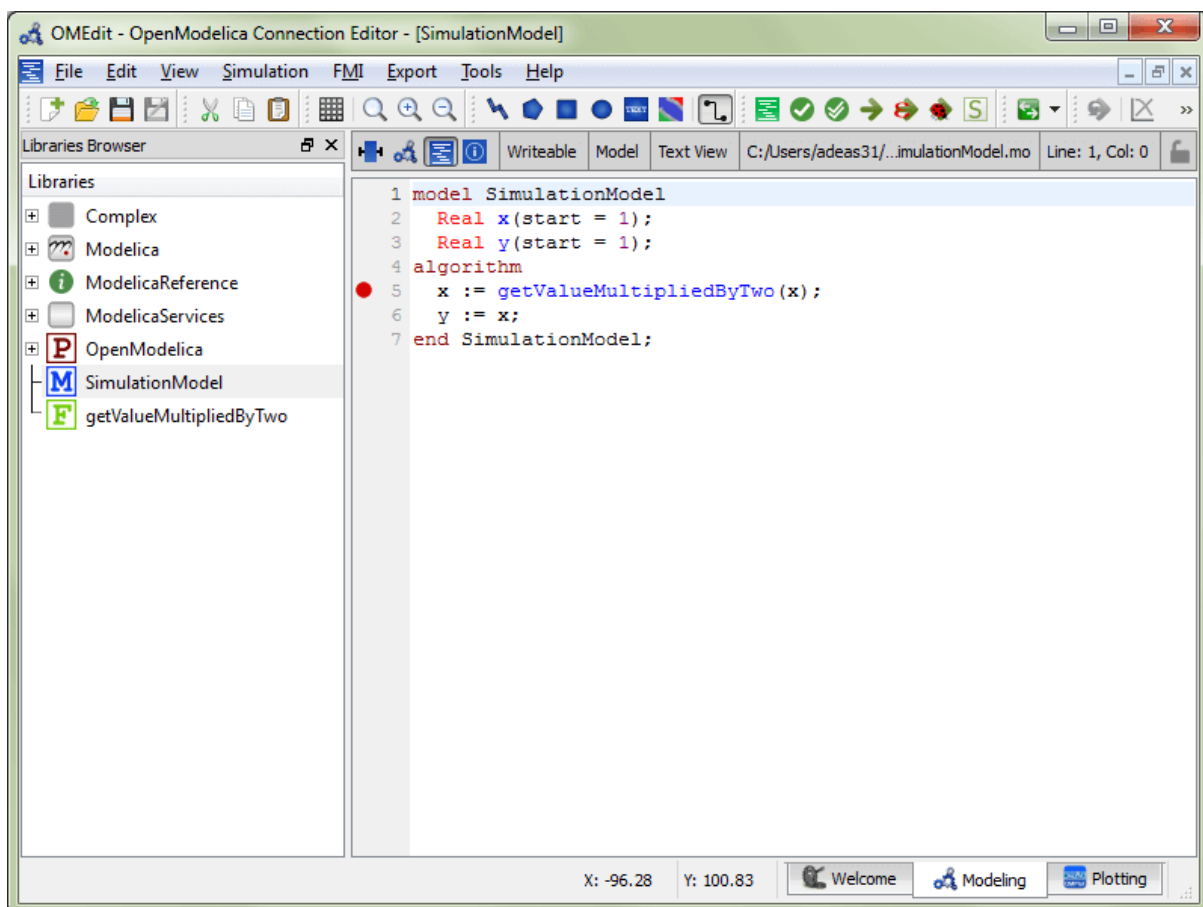 OMEdit - OpenModelica Connection Editor - [SimulationModel]
File Edit View Simulation FMI Export Tools Help
TEXT S »
Libraries Browser
Writeable Model Text View C:/Users/adeas31/...imulationModel.mo Line: 1, Col: 0
Libraries
Complex
Modelica
ModelicaReference
ModelicaServices
P OpenModelica
M SimulationModel
F getValueMultipliedByTwo
1 model SimulationModel
2 Real x(start = 1);
3 Real y(start = 1);
4 algorithm
5 x := getValueMultipliedByTwo(x);
6 y := x;
7 end SimulationModel;
X: -96.28 Y: 100.83 Welcome Modeling Plotting